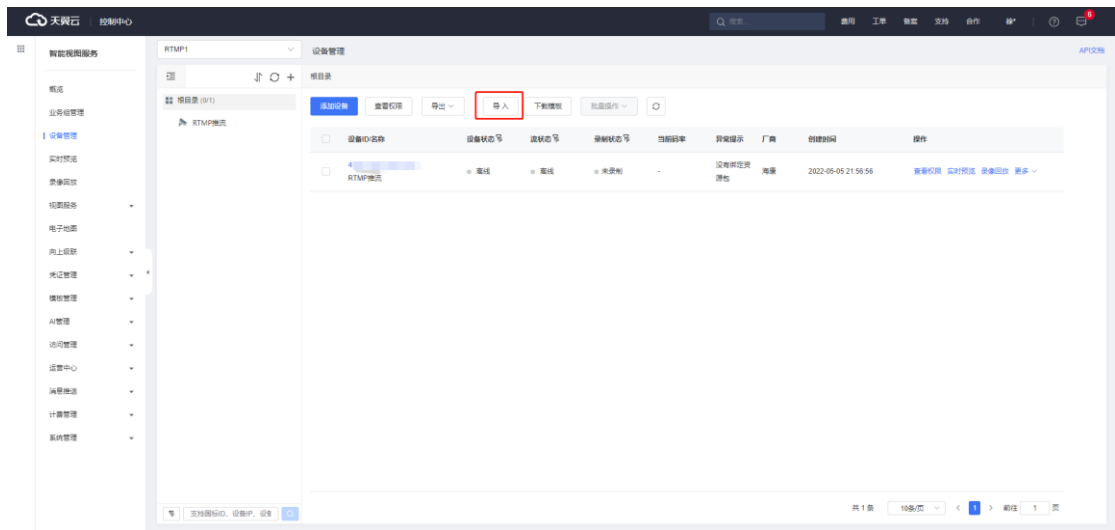 天翼云 控制中心 搜索... 费用 工单 备案 支持 合作 6
智能视图服务
概览
业务组管理
设备管理
实时预览
录像回放
视图服务
电子地图
向上级联
凭证管理
模板管理
AI管理
访问管理
运营中心
消息推送
计费管理
系统管理
RTMP1
根目录 (0/1)
RTMP推流
支持国标ID、设备IP、设备
设备管理 API文档
根目录
添加设备 查看权限 导出 导入 下载模板 批量操作
设备ID/名称 设备状态 流状态 录制状态 当前码率 异常提示 厂商 创建时间 操作
4
RTMP推流 离线 离线 未录制 - 没有绑定资源包 海康 2022-05-05 21:56:56 查看权限 实时预览 录像回放 更多
共 1 条 10条/页 1 前往 1 页